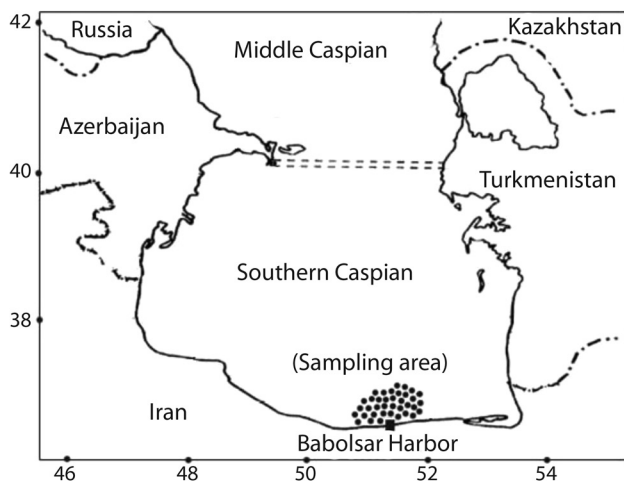 42
Russia
Middle Caspian
Kazakhstan
Azerbaijan
40
Turkmenistan
Southern Caspian
38
(Sampling area)
Iran
Babolsar Harbor
46 48 50 52 54